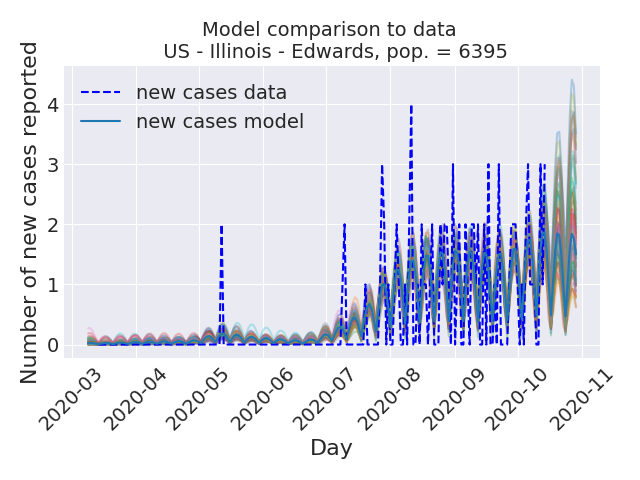 Model comparison to data
US - Illinois - Edwards, pop. = 6395
Number of new cases reported
new cases data
new cases model
4
3
2
1
0
2020-03
2020-04
2020-05
2020-06
2020-07
2020-08
2020-09
2020-10
2020-11
Day